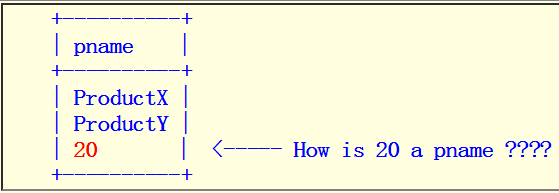 +----------+
| pname    |
+----------+
| ProductX |
| ProductY |
| 20       |  <----- How is 20 a pname ????
+----------+